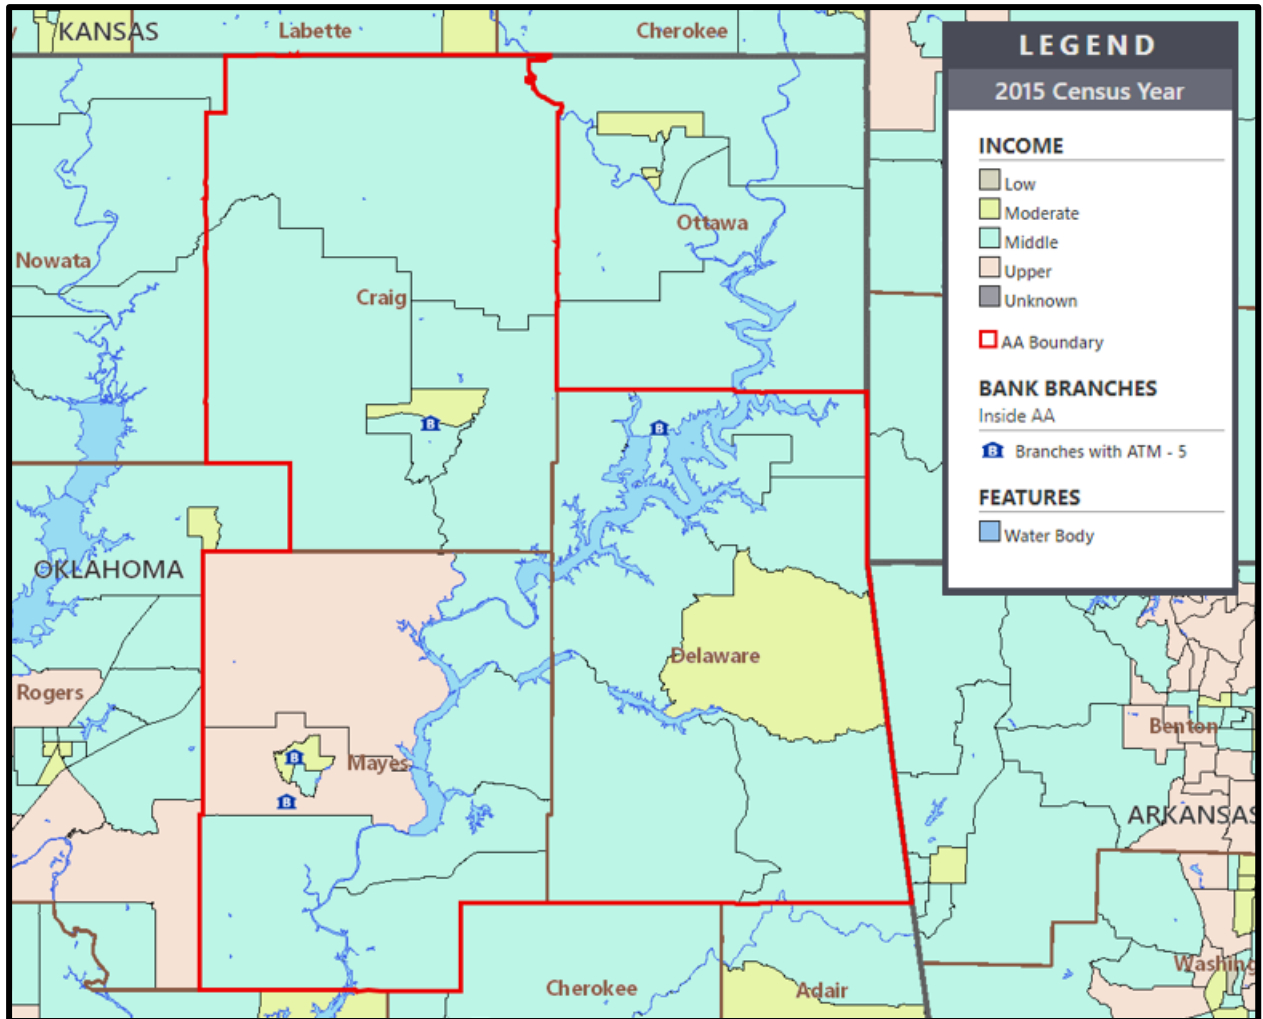 KANSAS
Labette
Cherokee
Nowata
Craig
Ottawa
OKLAHOMA
Delaware
Rogers
Mayes
Benton
ARKANSAS
Cherokee
Adair
Washing
LEGEND
2015 Census Year
INCOME
Low
Moderate
Middle
Upper
Unknown
AA Boundary
BANK BRANCHES
Inside AA
B Branches with ATM - 5
FEATURES
Water Body
B
B
B
B